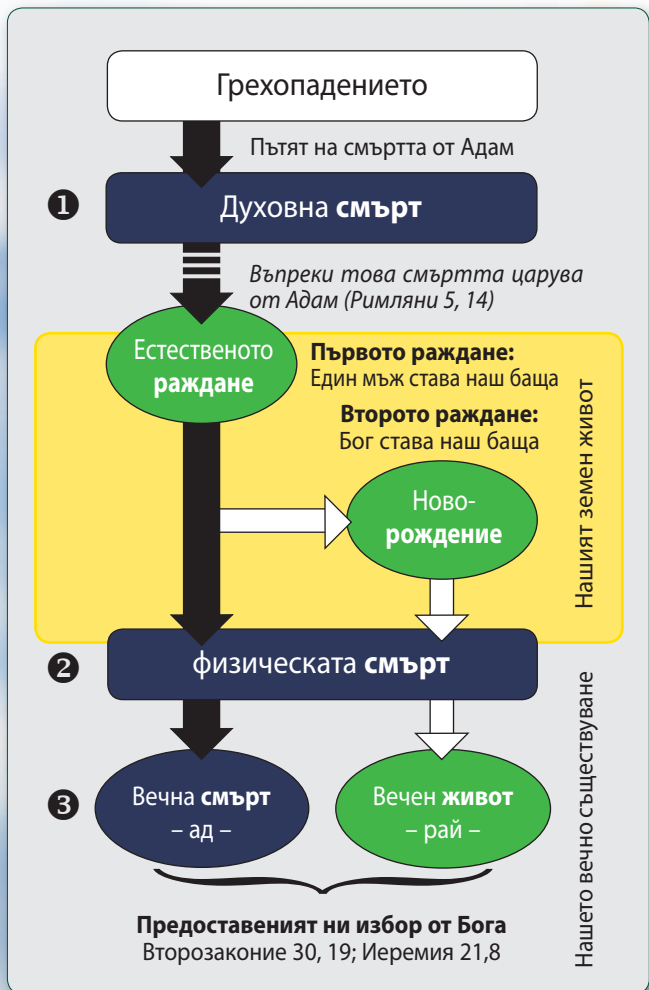 Грехопадението
Пътят на смъртта от Адам
❶
Духовна смърт
Въпреки това смъртта царува
от Адам (Римляни 5, 14)
Естественото
раждане
Първото раждане:
Един мъж става наш баща
Второто раждане:
Бог става наш баща
Ново-
рождение
Нашият земен живот
❷
физическата смърт
❸
Вечна смърт
– ад –
Вечен живот
– рай –
Нашето вечно съществуване
Предоставеният ни избор от Бога
Второзаконие 30, 19; Иеремия 21,8